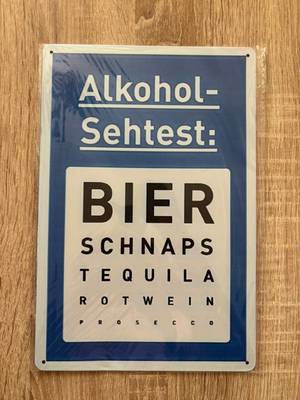 Alkohol-
Sehtest:
BIER
SCHNAPS
TEQUILA
ROTWEIN
PROSECCO